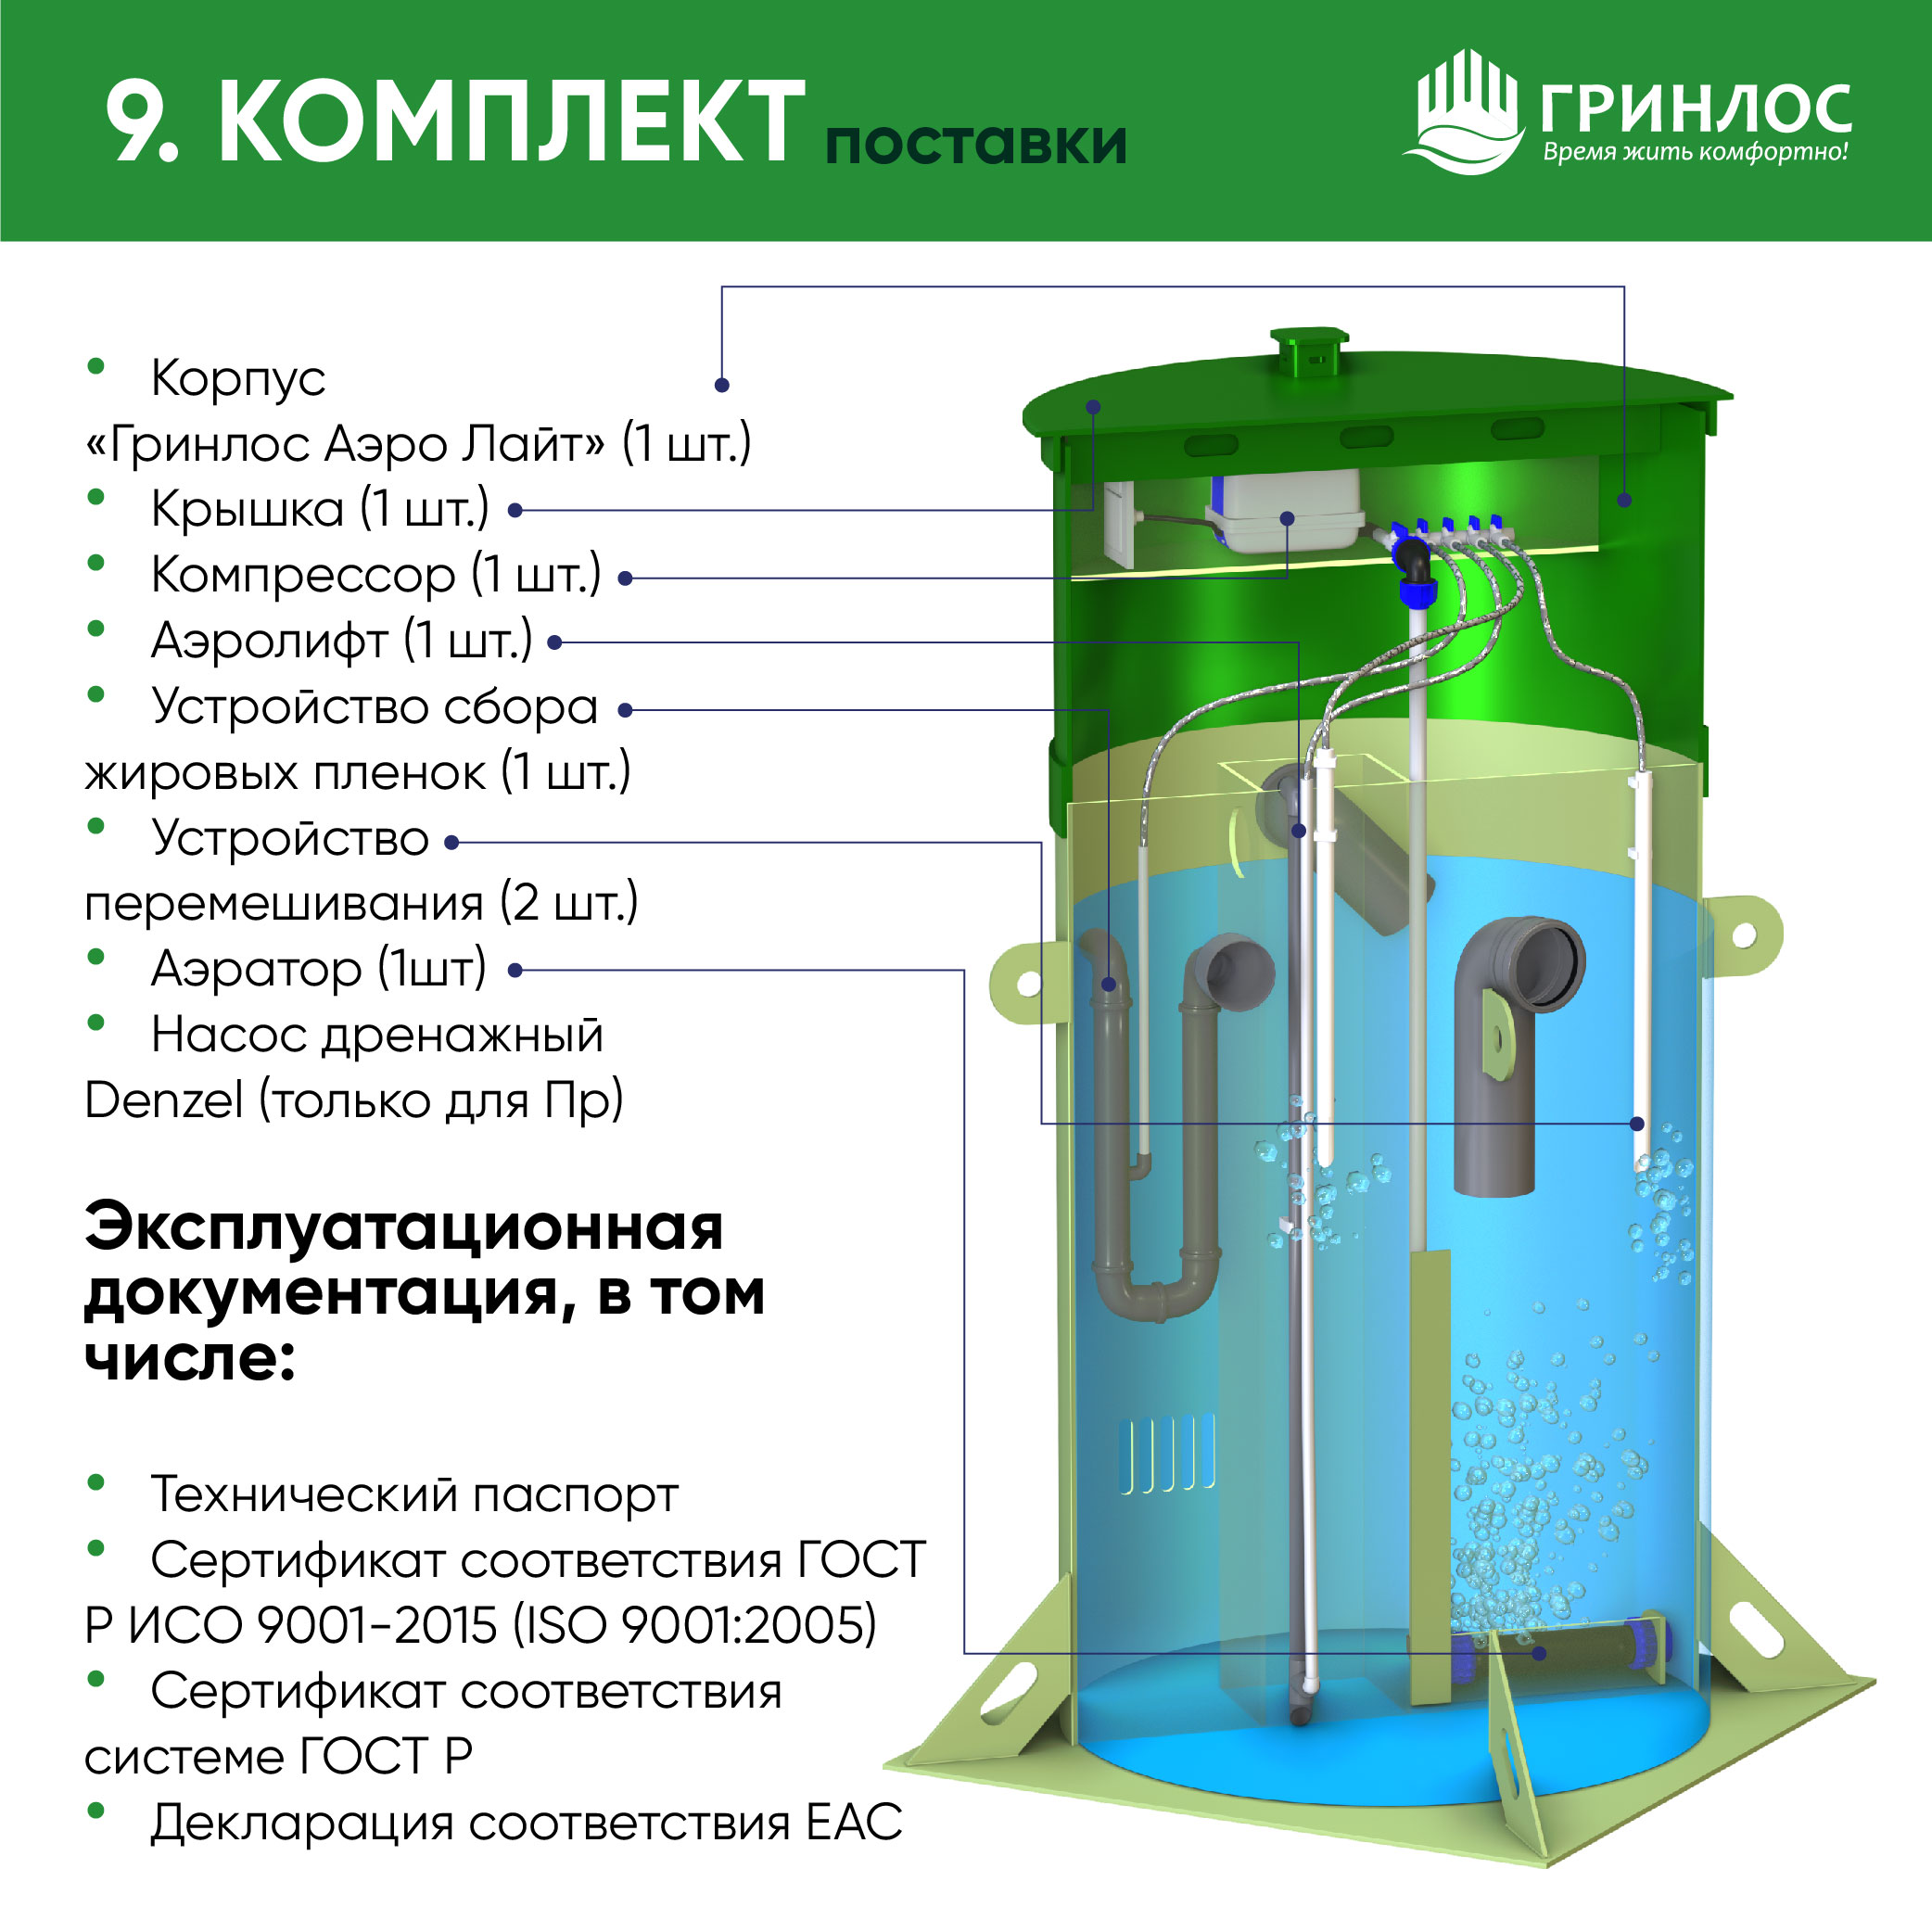 9. КОМПЛЕКТ поставки
ГРИНЛОС
Время жить комфортно!
• Корпус
«Гринлос Аэро Лайт» (1 шт.)
• Крышка (1 шт.)
• Компрессор (1 шт.)
• Аэролифт (1 шт.)
• Устройство сбора
жировых пленок (1 шт.)
• Устройство
перемешивания (2 шт.)
• Аэратор (1шт)
• Насос дренажный
Denzel (только для Пр)
Эксплуатационная
документация, в том
числе:
• Технический паспорт
• Сертификат соответствия ГОСТ
Р ИСО 9001-2015 (ISO 9001:2005)
• Сертификат соответствия
системе ГОСТ Р
• Декларация соответствия ЕАС